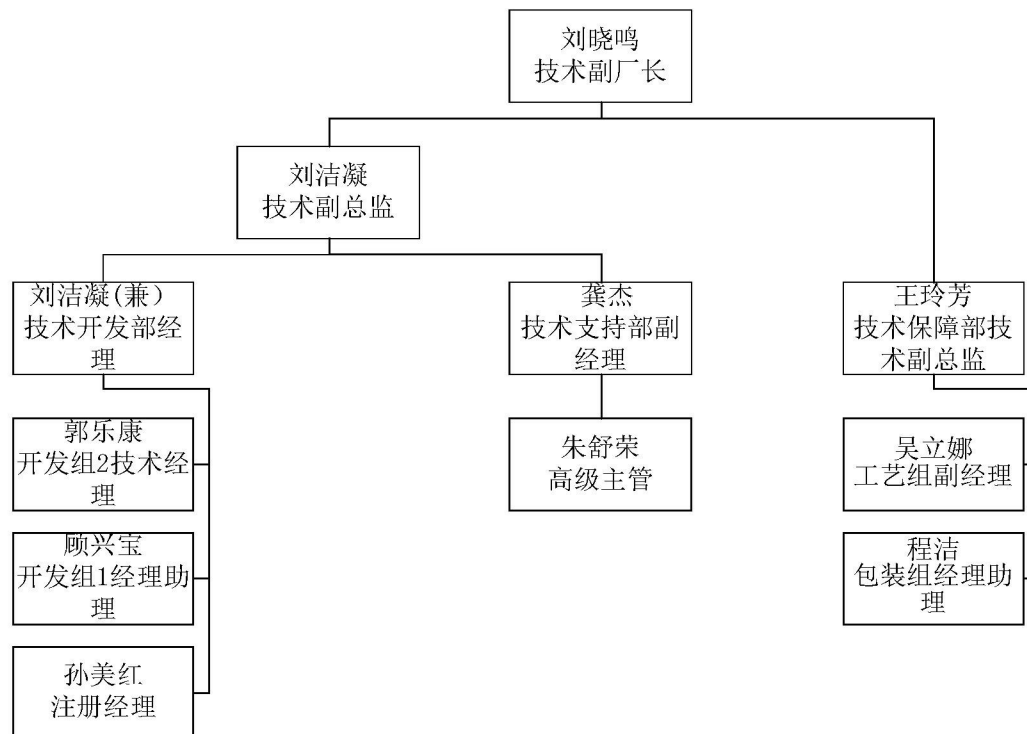 刘晓鸣
技术副厂长
刘洁凝
技术副总监
刘洁凝(兼）
技术开发部经
理
龚杰
技术支持部副
经理
王玲芳
技术保障部技
术副总监
郭乐康
开发组2技术经
理
朱舒荣
高级主管
吴立娜
工艺组副经理
顾兴宝
开发组1经理助
理
程洁
包装组经理助
理
孙美红
注册经理